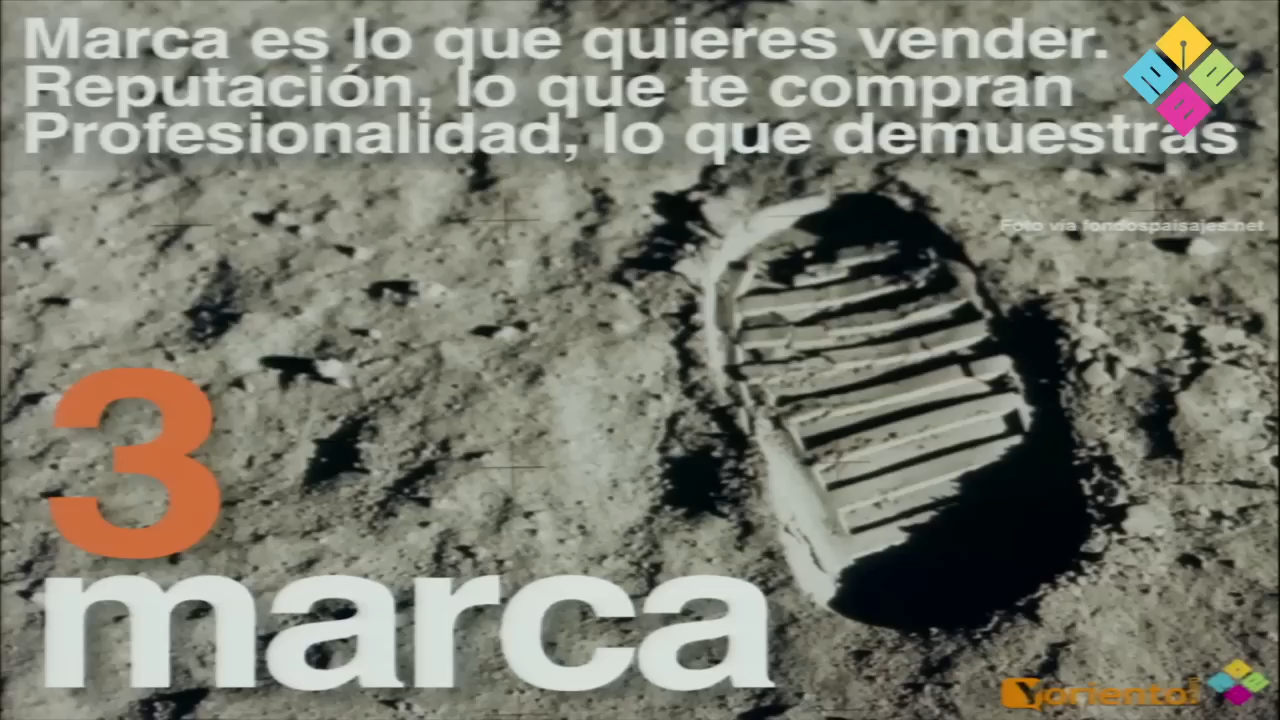 Marca es lo que quieres vender.
Reputación, lo que te compran
Profesionalidad, lo que demuestras
Foto vía fondospaisajes.net
3
marca
Yoriento